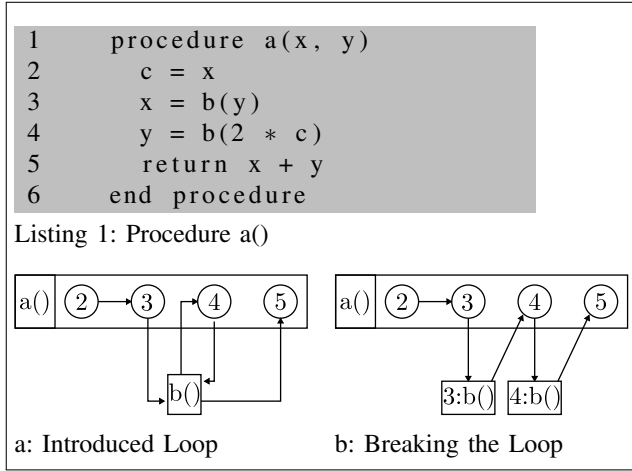 1 procedure a(x, y)
2 c = x
3 x = b(y)
4 y = b(2 * c)
5 return x + y
6 end procedure
Listing 1: Procedure a()
a() 2 3 4 5
b()
a: Introduced Loop
a() 2 3 4 5
3:b() 4:b()
b: Breaking the Loop